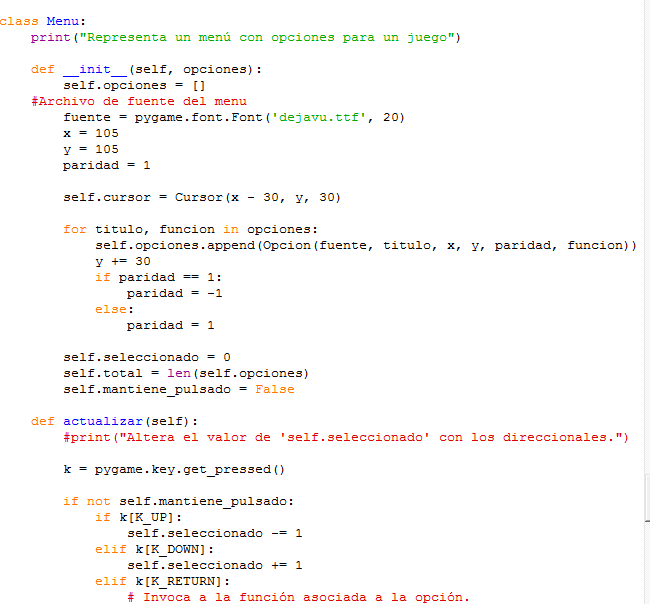 class Menu:
    print("Representa un menú con opciones para un juego")

    def __init__(self, opciones):
        self.opciones = []
    #Archivo de fuente del menu
        fuente = pygame.font.Font('dejavu.ttf', 20)
        x = 105
        y = 105
        paridad = 1

        self.cursor = Cursor(x - 30, y, 30)

        for titulo, funcion in opciones:
            self.opciones.append(Opcion(fuente, titulo, x, y, paridad, funcion))
            y += 30
            if paridad == 1:
                paridad = -1
            else:
                paridad = 1

        self.seleccionado = 0
        self.total = len(self.opciones)
        self.mantiene_pulsado = False

    def actualizar(self):
        #print("Altera el valor de 'self.seleccionado' con los direccionales.")

        k = pygame.key.get_pressed()

        if not self.mantiene_pulsado:
            if k[K_UP]:
                self.seleccionado -= 1
            elif k[K_DOWN]:
                self.seleccionado += 1
            elif k[K_RETURN]:
                # Invoca a la función asociada a la opción.